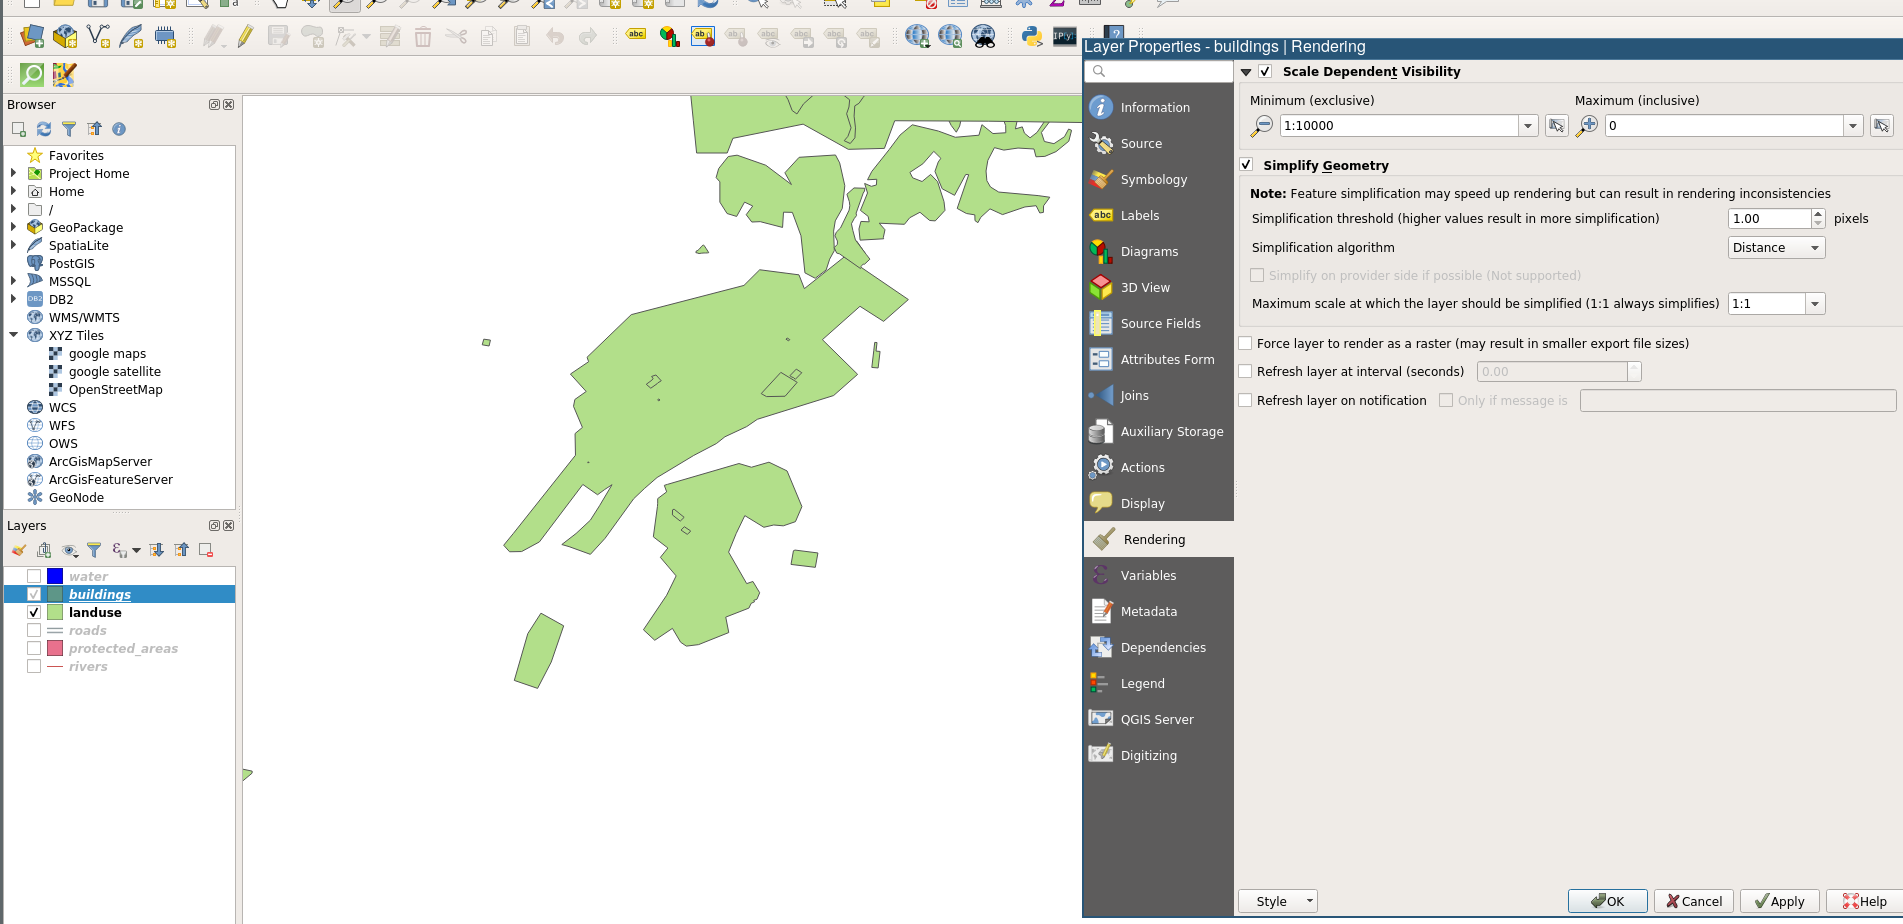 abc
abc
Layer Properties - buildings | Rendering
Browser
Favorites
Project Home
Home
/
GeoPackage
SpatiaLite
PostGIS
MSSQL
DB2
WMS/WMTS
XYZ Tiles
google maps
google satellite
OpenStreetMap
WCS
WFS
OWS
ArcGisMapServer
ArcGisFeatureServer
GeoNode
Layers
water
buildings
landuse
roads
protected_areas
rivers
Information
Source
Symbology
abc Labels
Diagrams
3D View
Source Fields
Attributes Form
Joins
Auxiliary Storage
Actions
Display
Rendering
Variables
Metadata
Dependencies
Legend
QGIS Server
Digitizing
Scale Dependent Visibility
Minimum (exclusive) Maximum (inclusive)
1:10000 0
Simplify Geometry
Note: Feature simplification may speed up rendering but can result in rendering inconsistencies
Simplification threshold (higher values result in more simplification) 1.00 pixels
Simplification algorithm Distance
Simplify on provider side if possible (Not supported)
Maximum scale at which the layer should be simplified (1:1 always simplifies) 1:1
Force layer to render as a raster (may result in smaller export file sizes)
Refresh layer at interval (seconds) 0.00
Refresh layer on notification Only if message is
Style OK Cancel Apply Help